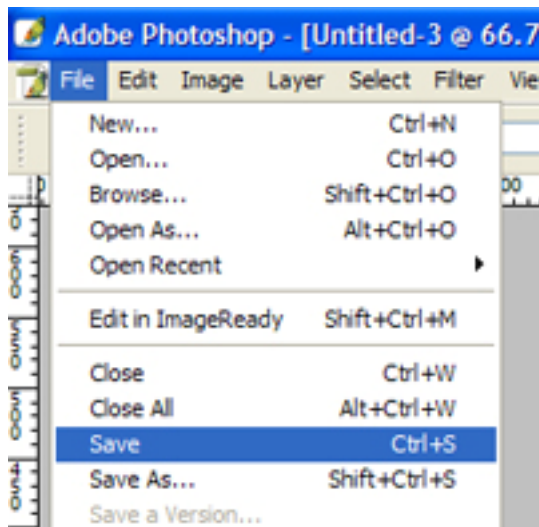 Adobe Photoshop - [Untitled-3 @ 66.7
File Edit Image Layer Select Filter Vie
New... Ctrl+N
Open... Ctrl+O
Browse... Shift+Ctrl+O
Open As... Alt+Ctrl+O
Open Recent
Edit in ImageReady Shift+Ctrl+M
Close Ctrl+W
Close All Alt+Ctrl+W
Save Ctrl+S
Save As... Shift+Ctrl+S
Save a Version...